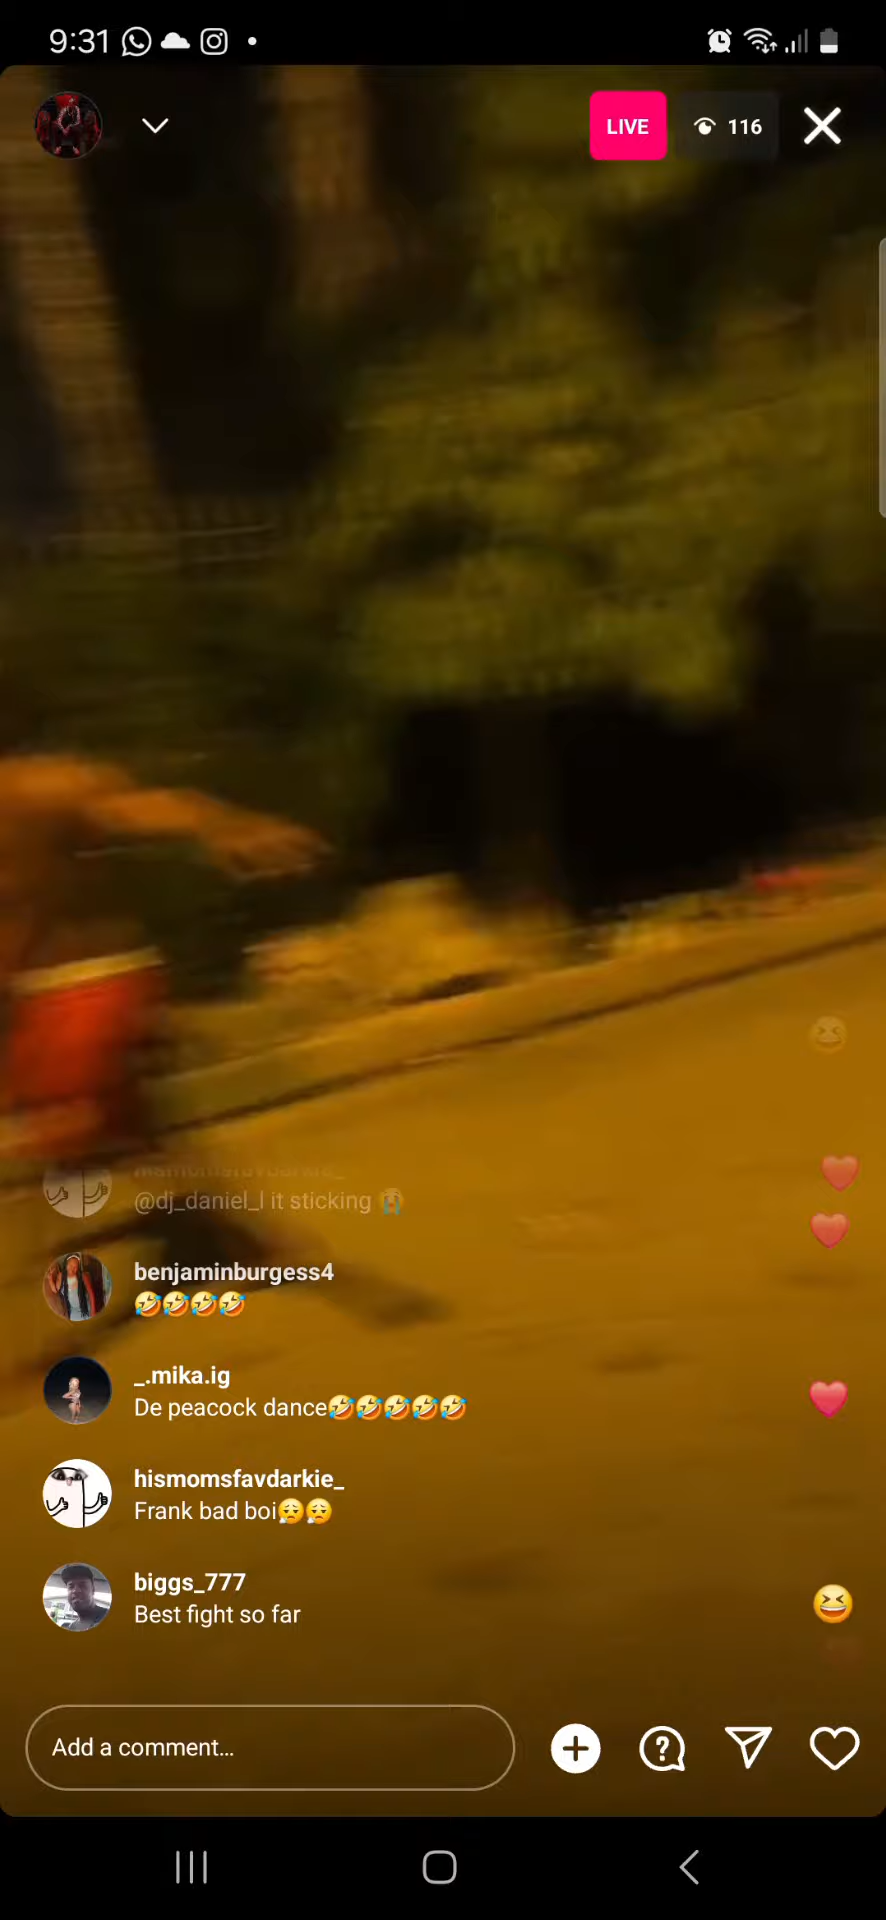 9:31
LIVE
116
hismomsfavdarkie_
@dj_daniel_l it sticking 😭
benjaminburgess4
🤣🤣🤣🤣
_.mika.ig
De peacock dance🤣🤣🤣🤣🤣
hismomsfavdarkie_
Frank bad boi😮‍💨😮‍💨
biggs_777
Best fight so far
Add a comment...